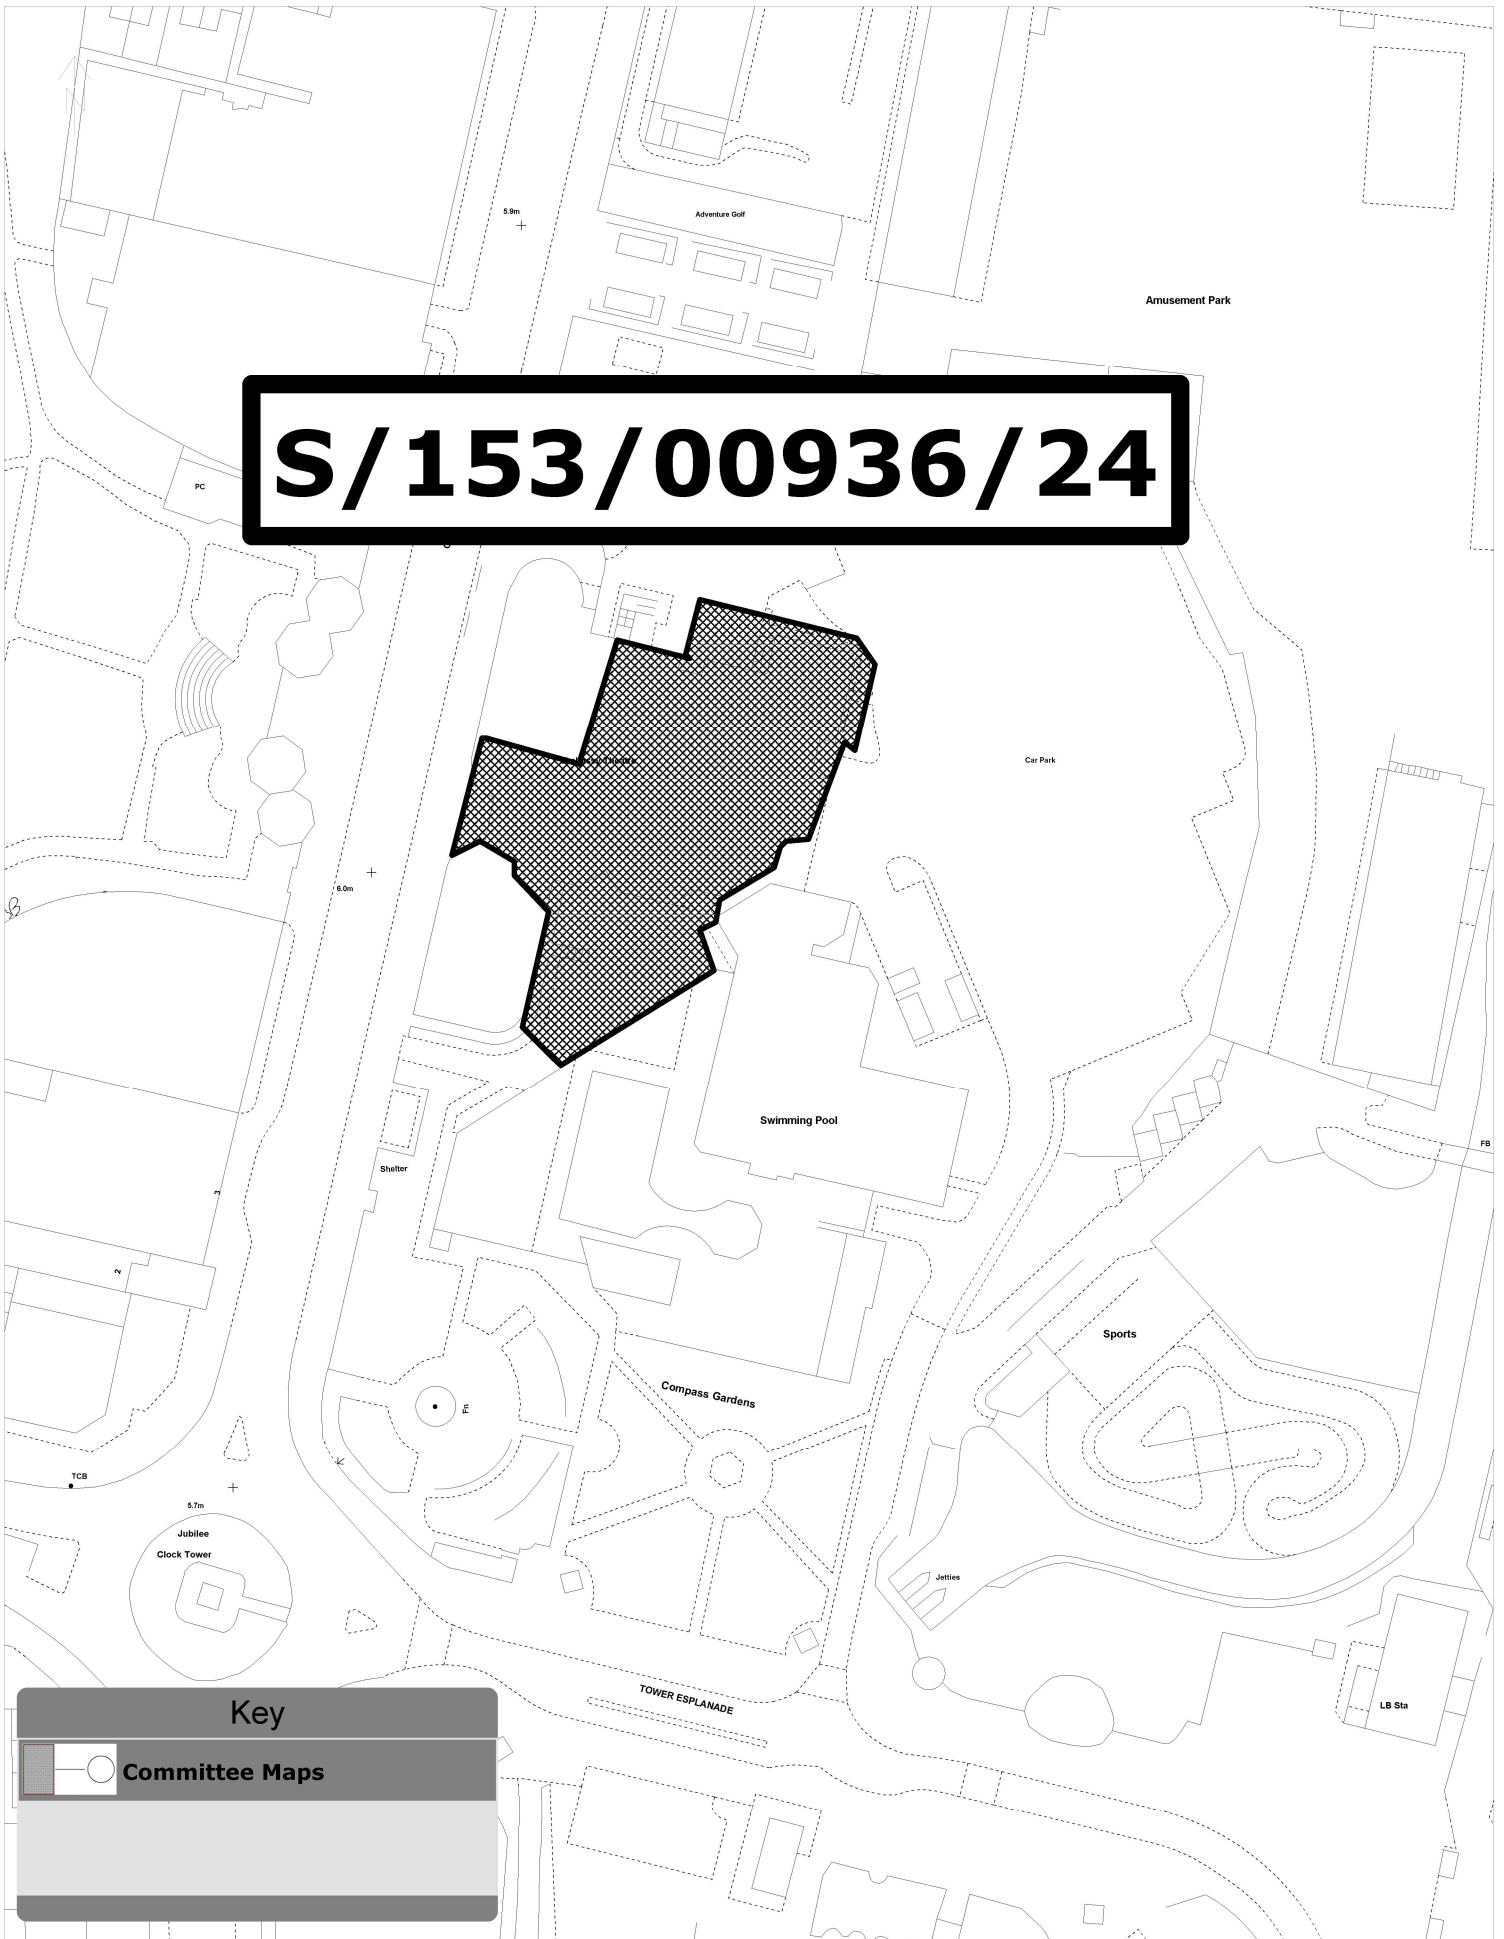 5.9m
Adventure Golf
Amusement Park
S/153/00936/24
PC
Theatre
Car Park
6.0m
Swimming Pool
FB
Shelter
3
2
Sports
Compass Gardens
Fn
TCB
5.7m
Jubilee
Clock Tower
Jetties
TOWER ESPLANADE
LB Sta
Key
Committee Maps